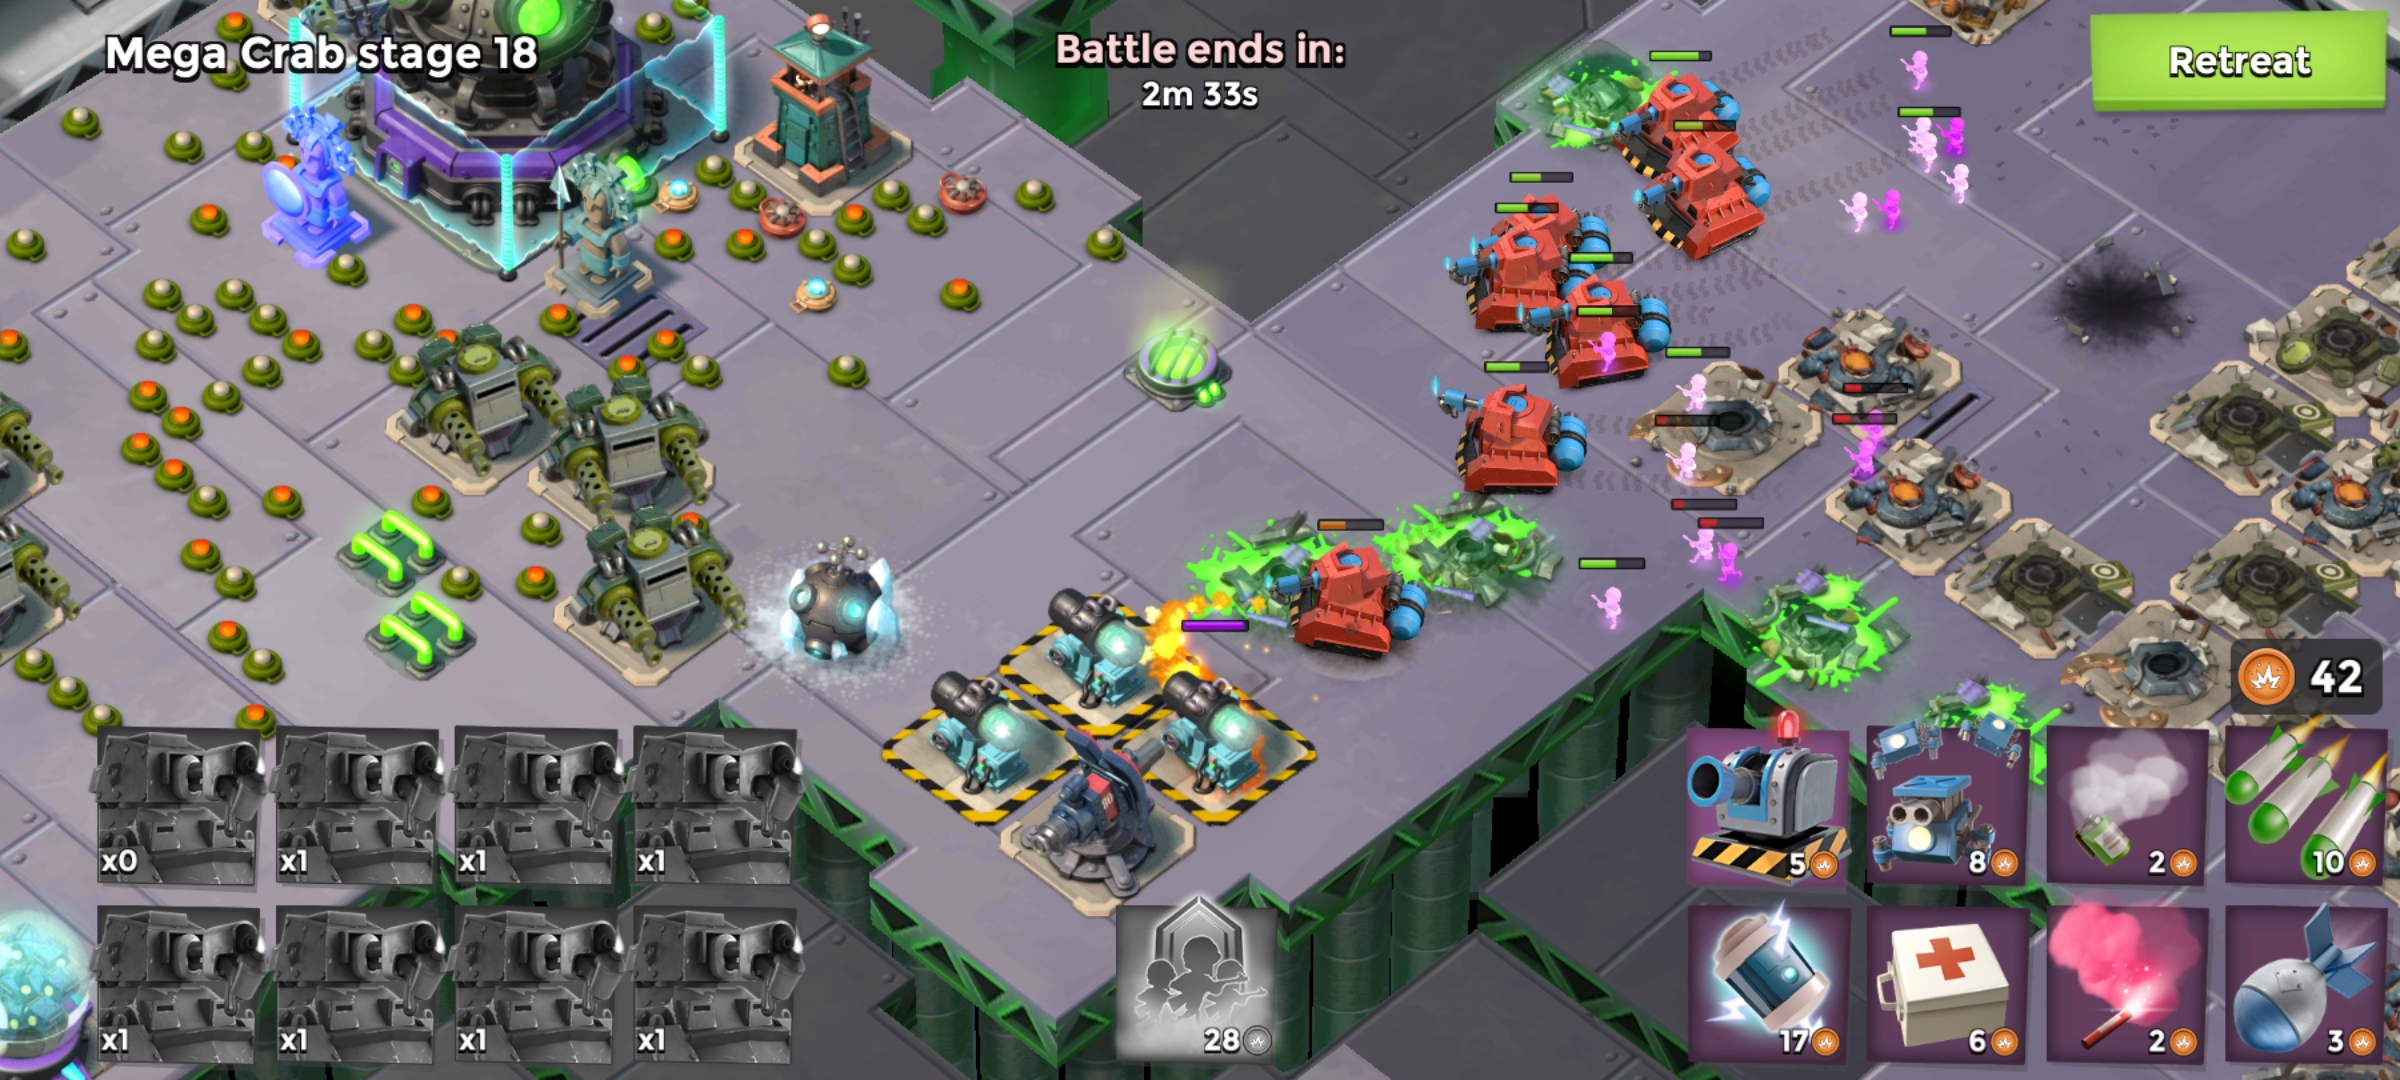 Mega Crab stage 18
Battle ends in:
2m 33s
Retreat
42
x0
x1
x1
x1
5
8
2
10
x1
x1
x1
x1
28
17
6
2
3